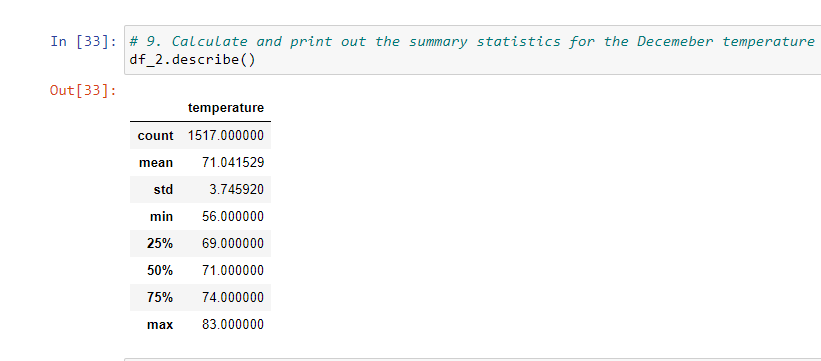 In [33]: # 9. Calculate and print out the summary statistics for the Decemeber temperature
df_2.describe()
Out[33]:
temperature
count 1517.000000
mean 71.041529
std 3.745920
min 56.000000
25% 69.000000
50% 71.000000
75% 74.000000
max 83.000000